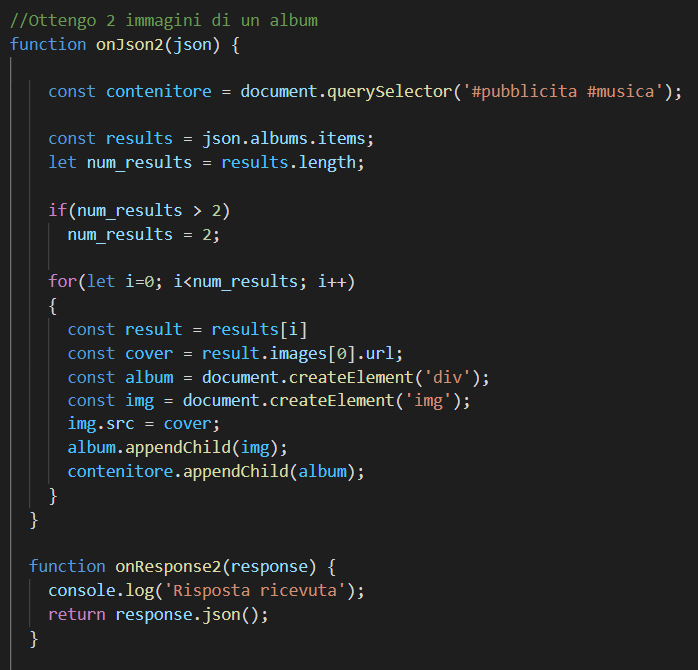 //Ottengo 2 immagini di un album
function onJson2(json) {
const contenitore = document.querySelector('#pubblicita #musica');
const results = json.albums.items;
let num_results = results.length;
if(num_results > 2)
num_results = 2;
for(let i=0; i<num_results; i++)
{
const result = results[i]
const cover = result.images[0].url;
const album = document.createElement('div');
const img = document.createElement('img');
img.src = cover;
album.appendChild(img);
contenitore.appendChild(album);
}
}
function onResponse2(response) {
console.log('Risposta ricevuta');
return response.json();
}